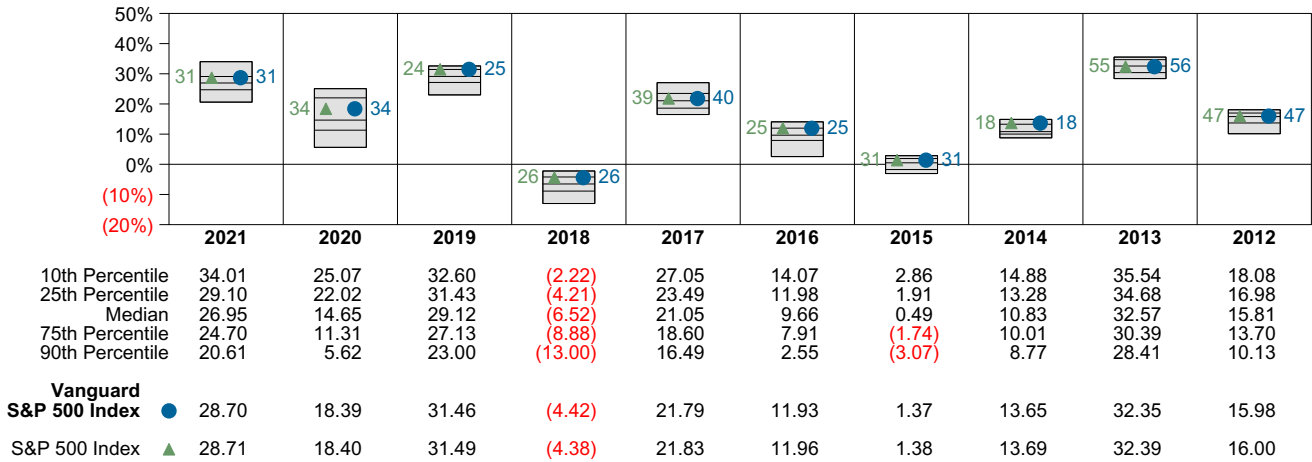 50%
40%
30%
20%
10%
0%
(10%)
(20%)
31 31
34 34
24 25
26 26
39 40
25 25
31 31
18 18
55 56
47 47
2021 2020 2019 2018 2017 2016 2015 2014 2013 2012
10th Percentile 34.01 25.07 32.60 (2.22) 27.05 14.07 2.86 14.88 35.54 18.08
25th Percentile 29.10 22.02 31.43 (4.21) 23.49 11.98 1.91 13.28 34.68 16.98
Median 26.95 14.65 29.12 (6.52) 21.05 9.66 0.49 10.83 32.57 15.81
75th Percentile 24.70 11.31 27.13 (8.88) 18.60 7.91 (1.74) 10.01 30.39 13.70
90th Percentile 20.61 5.62 23.00 (13.00) 16.49 2.55 (3.07) 8.77 28.41 10.13
Vanguard
S&P 500 Index 28.70 18.39 31.46 (4.42) 21.79 11.93 1.37 13.65 32.35 15.98
S&P 500 Index 28.71 18.40 31.49 (4.38) 21.83 11.96 1.38 13.69 32.39 16.00